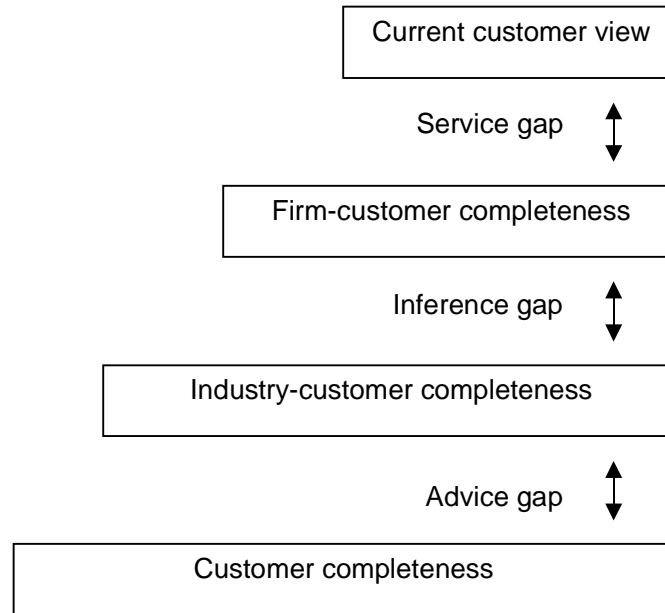 Current customer view
Service gap
Firm-customer completeness
Inference gap
Industry-customer completeness
Advice gap
Customer completeness